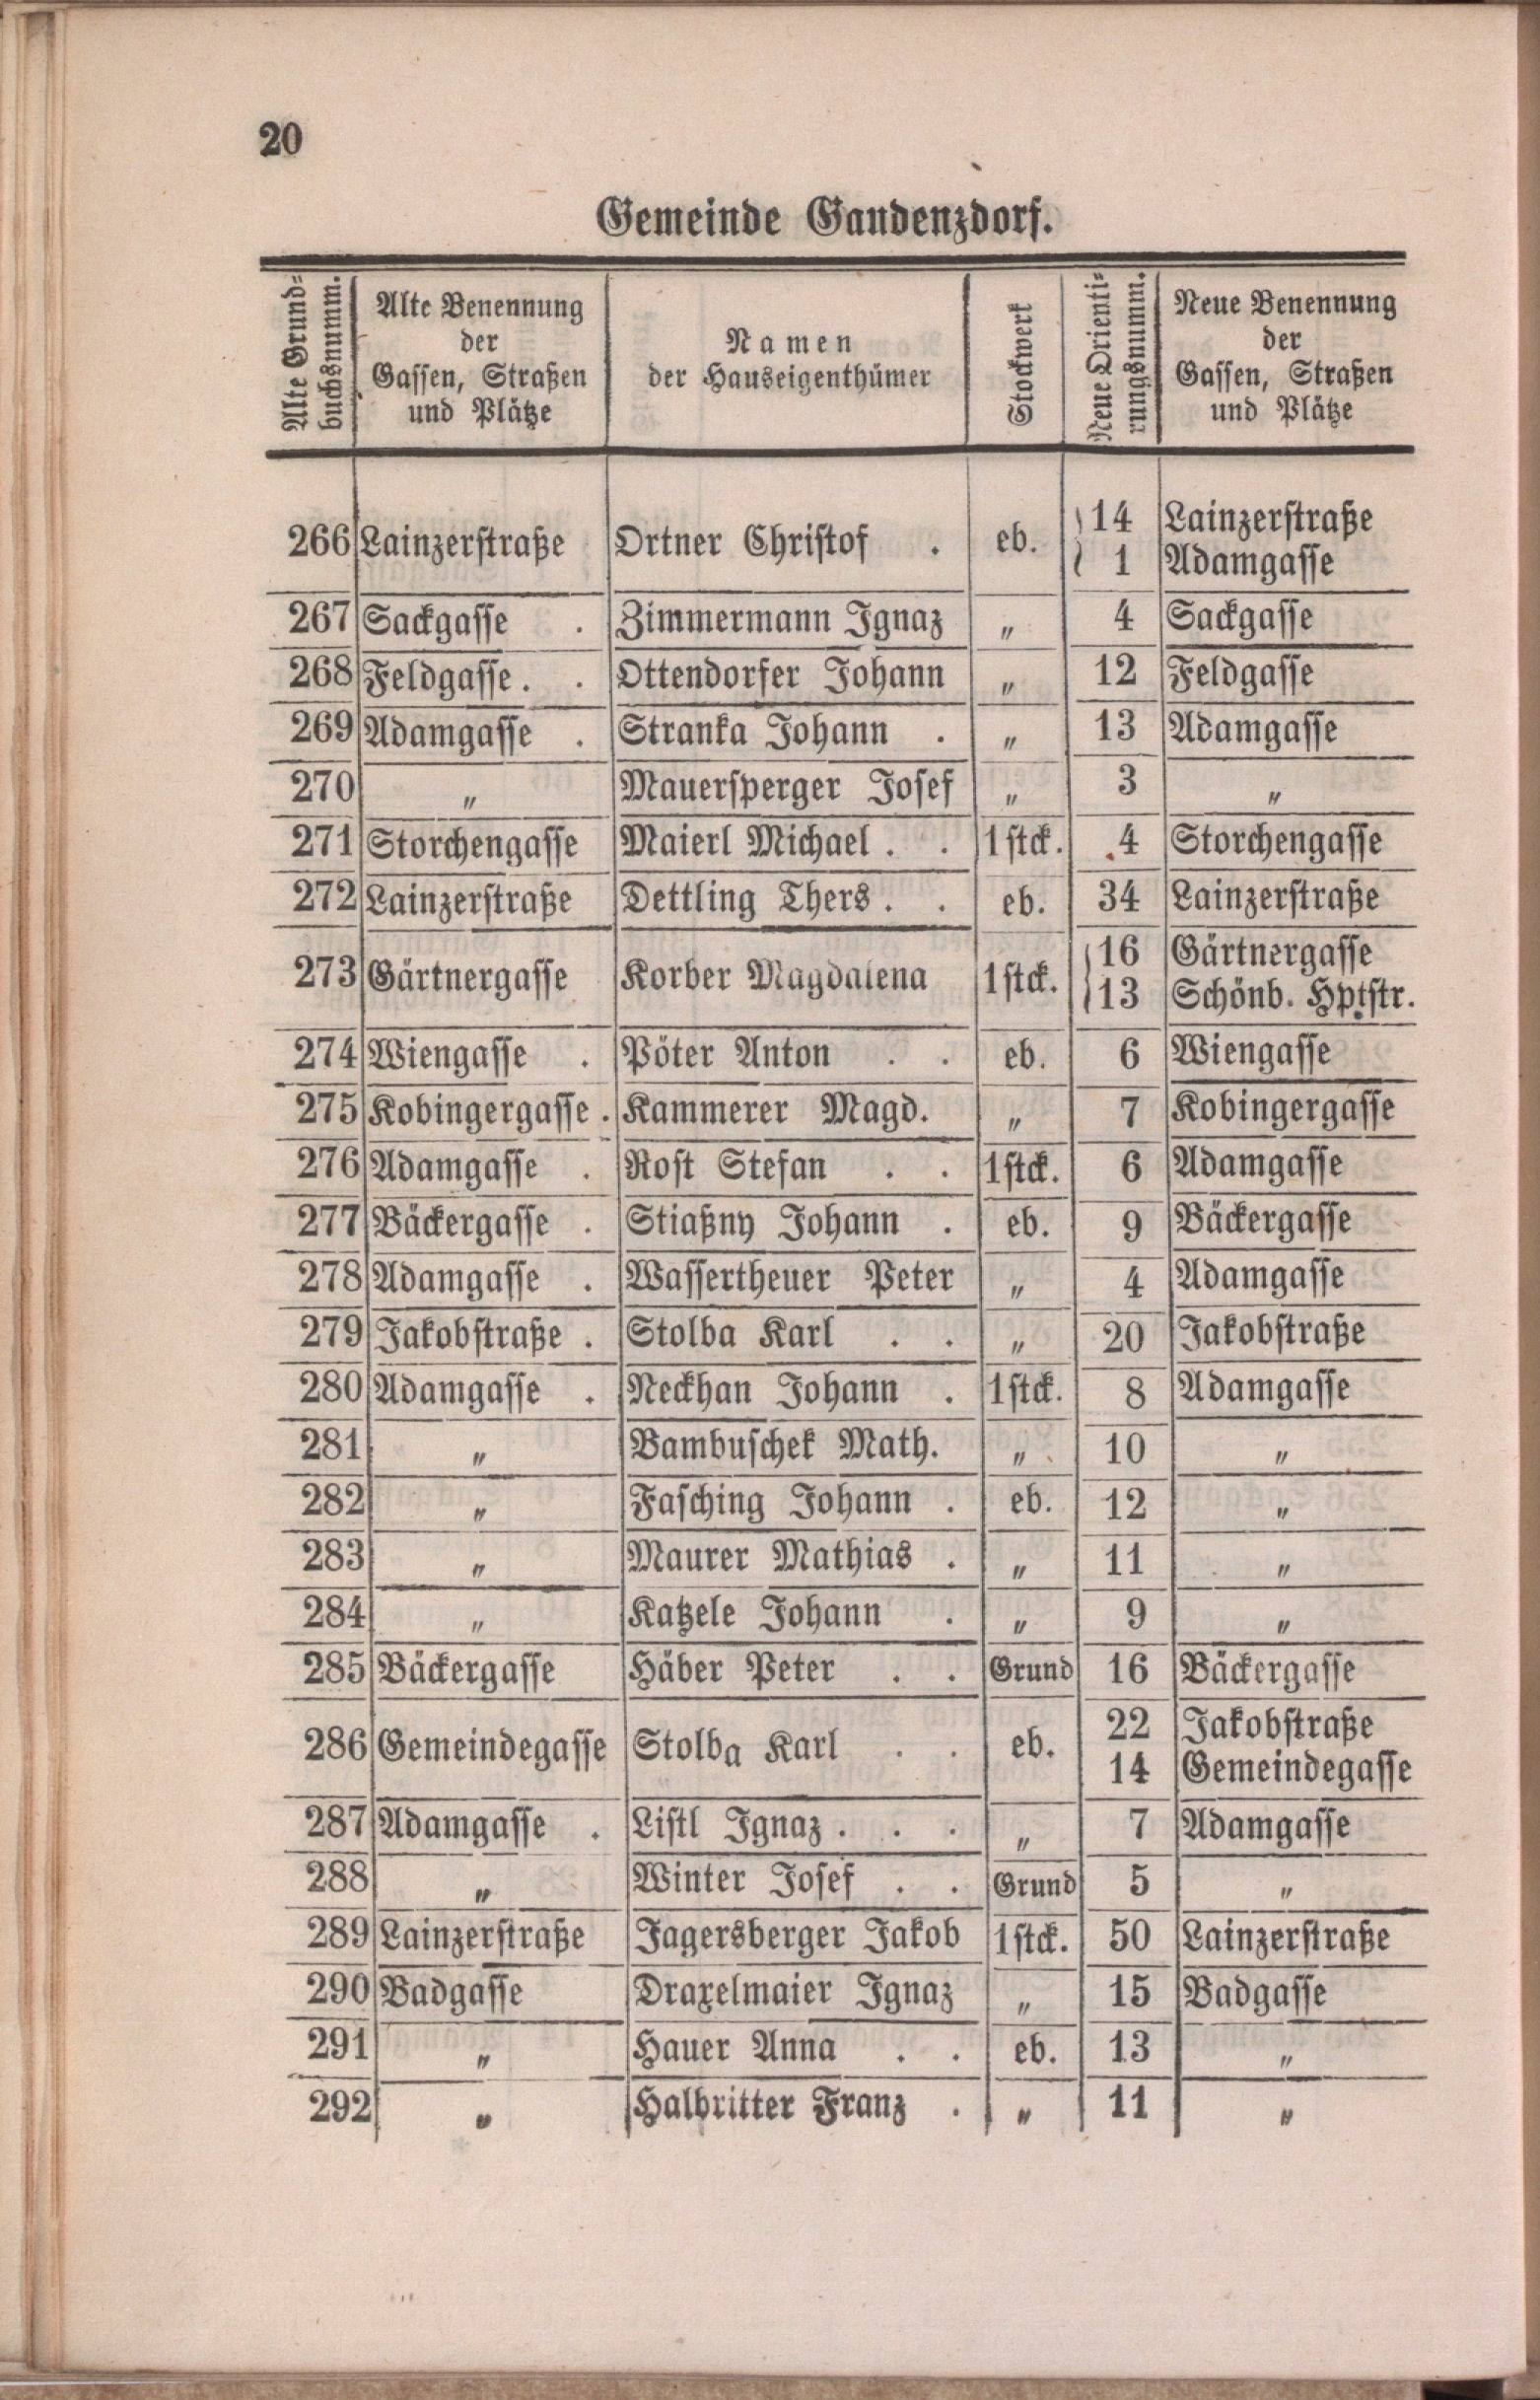 20
Gemeinde Gaudenzdorf.
Alte Grund-
buchsnumm.
Alte Benennung
der
Gassen, Straßen
und Plätze
Namen
der Hauseigenthümer
Stockwerk
Neue Orienti-
rungsnumm.
Neue Benennung
der
Gassen, Straßen
und Plätze
266 Lainzerstraße Ortner Christof . eb. 14 Lainzerstraße
1 Adamgasse
267 Sackgasse . Zimmermann Ignaz „ 4 Sackgasse
268 Feldgasse . . Ottendorfer Johann „ 12 Feldgasse
269 Adamgasse . Stranka Johann . „ 13 Adamgasse
270 „ Mauersperger Josef „ 3 „
271 Storchengasse Maierl Michael . . 1stck. 4 Storchengasse
272 Lainzerstraße Dettling Thers . . eb. 34 Lainzerstraße
273 Gärtnergasse Korber Magdalena 1stck. 16 Gärtnergasse
13 Schönb. Hptstr.
274 Wiengasse . Pöter Anton . . eb. 6 Wiengasse
275 Kobingergasse . Kammerer Magd. „ 7 Kobingergasse
276 Adamgasse . Rost Stefan . . 1stck. 6 Adamgasse
277 Bäckergasse . Stiaßny Johann . eb. 9 Bäckergasse
278 Adamgasse . Wassertheuer Peter „ 4 Adamgasse
279 Jakobstraße . Stolba Karl . . „ 20 Jakobstraße
280 Adamgasse . Neckhan Johann . 1stck. 8 Adamgasse
281 „ Bambuschek Math. „ 10 „
282 „ Fasching Johann . eb. 12 „
283 „ Maurer Mathias . „ 11 „
284 „ Katzele Johann . „ 9 „
285 Bäckergasse Häber Peter . . Grund 16 Bäckergasse
286 Gemeindegasse Stolba Karl . . eb. 22 Jakobstraße
14 Gemeindegasse
287 Adamgasse . Listl Ignaz . . . „ 7 Adamgasse
288 „ Winter Josef . . Grund 5 „
289 Lainzerstraße Jagersberger Jakob 1stck. 50 Lainzerstraße
290 Badgasse Draxelmaier Ignaz „ 15 Badgasse
291 „ Hauer Anna . . eb. 13 „
292 „ Halbritter Franz . „ 11 „